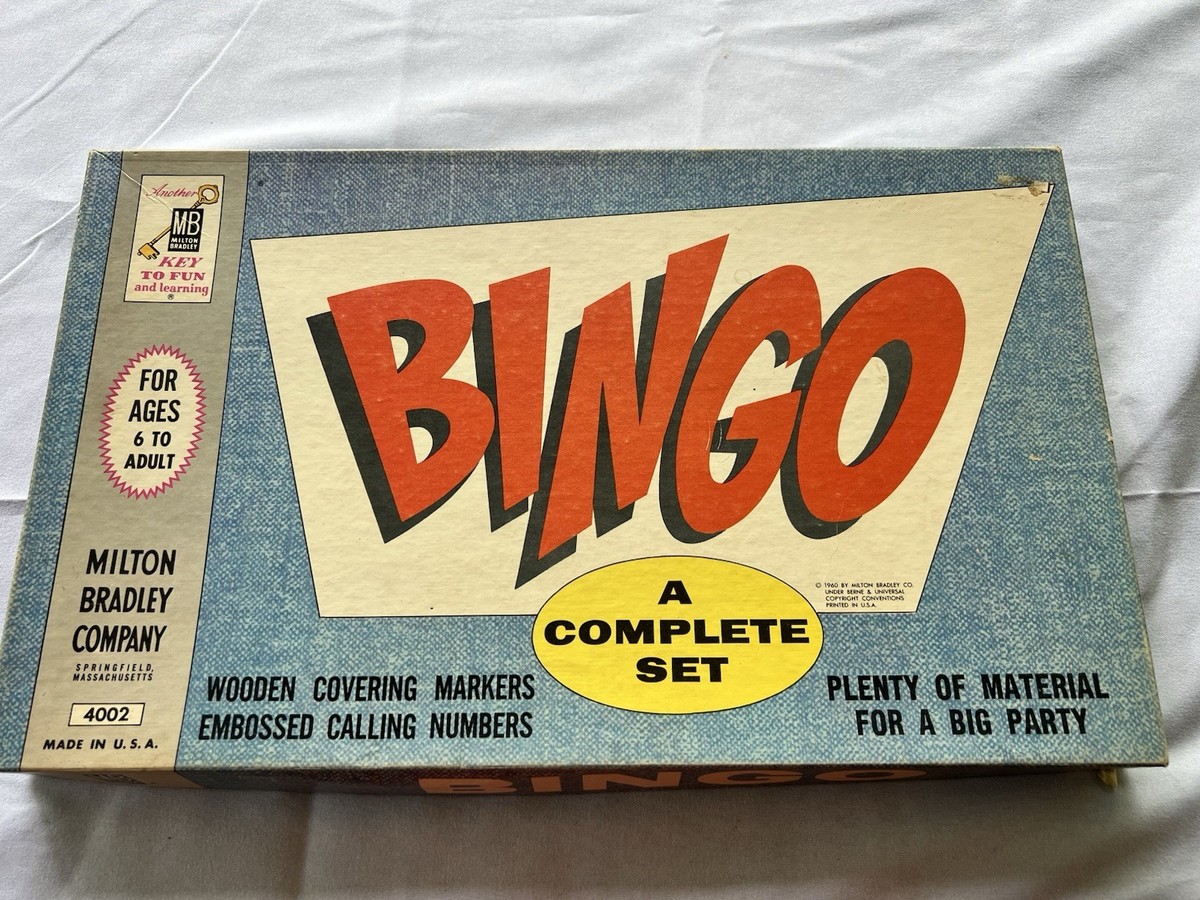 Another
MB
MILTON
BRADLEY
KEY
TO FUN
and learning
®
FOR
AGES
6 TO
ADULT
MILTON
BRADLEY
COMPANY
SPRINGFIELD,
MASSACHUSETTS
4002
MADE IN U.S.A.
BINGO
© 1960 BY MILTON BRADLEY CO.
UNDER BERNE & UNIVERSAL
COPYRIGHT CONVENTIONS
PRINTED IN U.S.A.
A
COMPLETE
SET
WOODEN COVERING MARKERS
EMBOSSED CALLING NUMBERS
PLENTY OF MATERIAL
FOR A BIG PARTY
BINGO